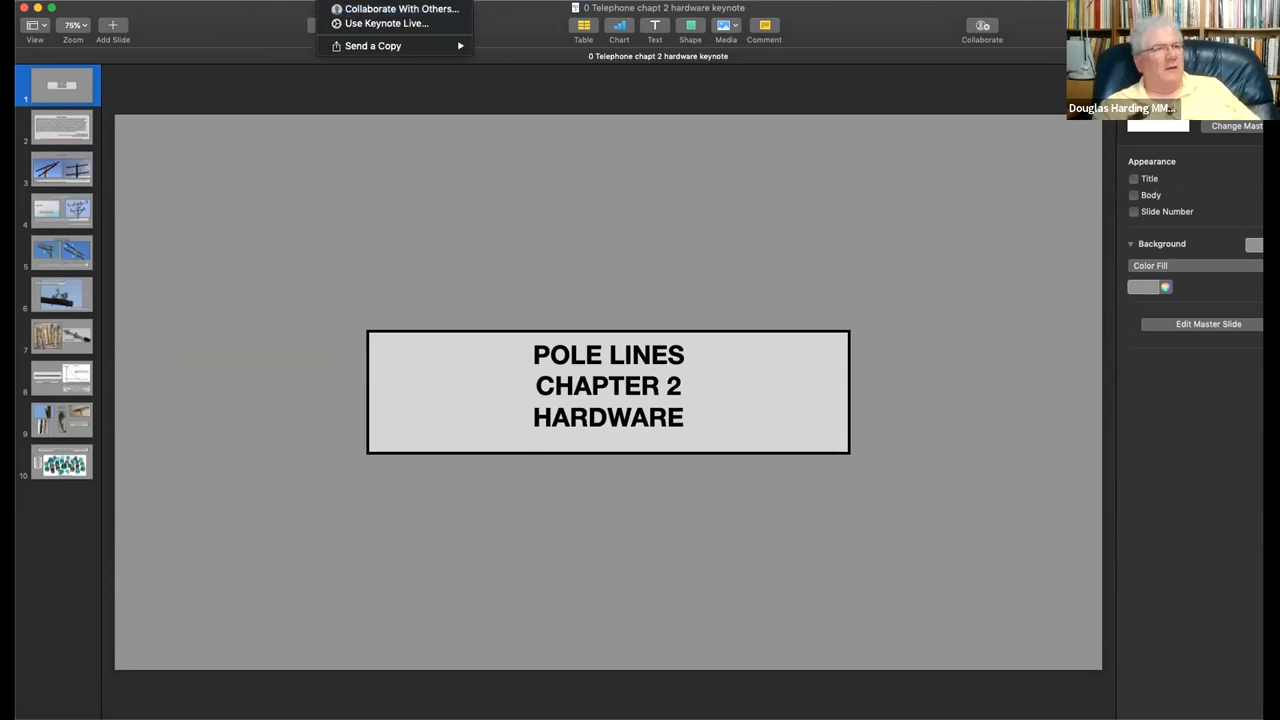 Collaborate With Others...
0 Telephone chapt 2 hardware keynote
Use Keynote Live...
75%
View
Zoom
Add Slide
Send a Copy
Table
Chart
Text
Shape
Media
Comment
Collaborate
0 Telephone chapt 2 hardware keynote
Douglas Harding MM...
Change Mast
Appearance
Title
Body
Slide Number
Background
Color Fill
Edit Master Slide
POLE LINES
CHAPTER 2
HARDWARE
1
2
3
4
5
6
7
8
9
10